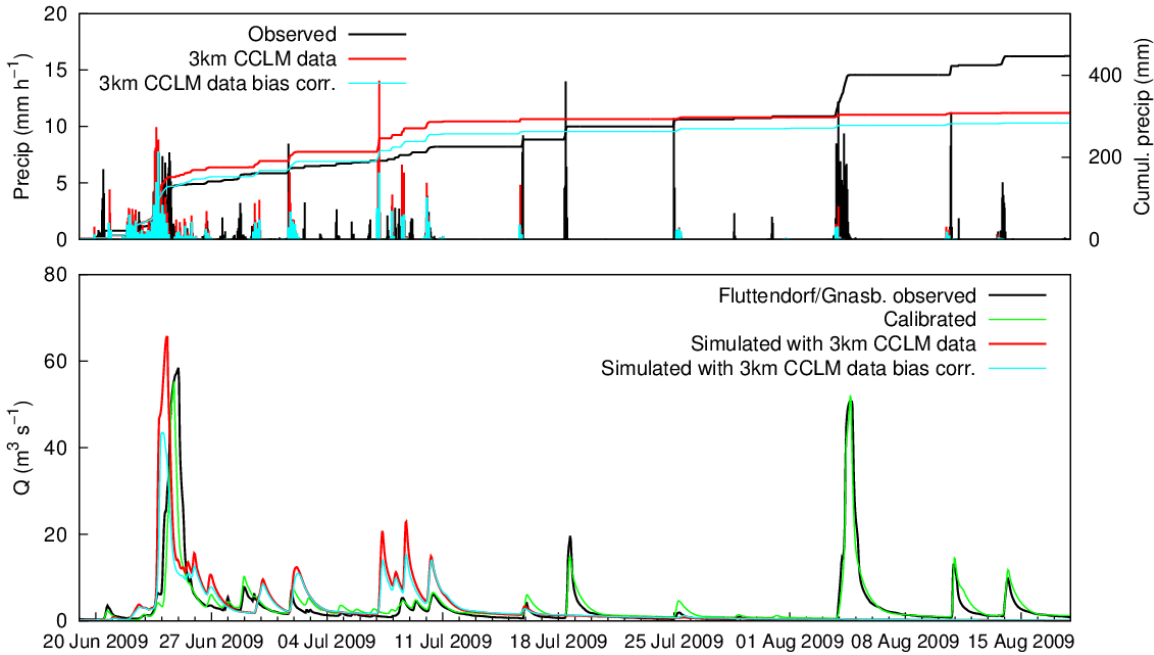 20
15
10
5
0
Precip (mm h⁻¹)
Observed
3km CCLM data
3km CCLM data bias corr.
400
200
0
Cumul. precip (mm)
80
60
40
20
0
Q (m³ s⁻¹)
Fluttendorf/Gnasb. observed
Calibrated
Simulated with 3km CCLM data
Simulated with 3km CCLM data bias corr.
20 Jun 2009 27 Jun 2009 04 Jul 2009 11 Jul 2009 18 Jul 2009 25 Jul 2009 01 Aug 2009 08 Aug 2009 15 Aug 2009